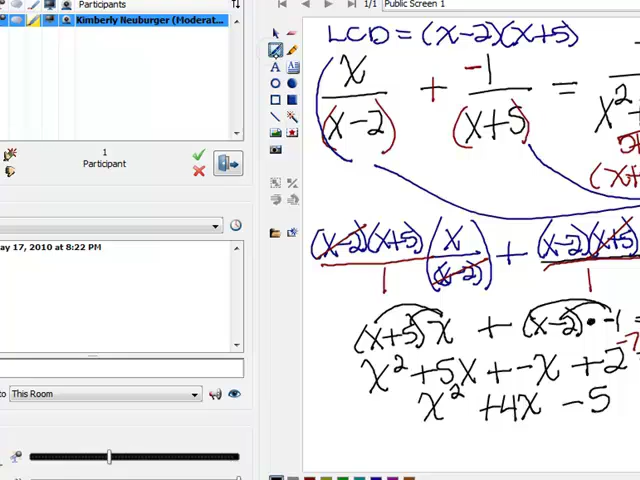 Participants
1/1 Public Screen 1
Kimberly Neuburger (Moderat...
LCD = (x-2)(x+5)
x/(x-2) + -1/(x+5) =
1
Participant
ay 17, 2010 at 8:22 PM
(x-2)(x+5)/1 (x/(x-2)) + (x-2)(x+5)/1
(x+5)x + (x-2)•-1 =
x² + 5x + -x + 2
x² + 4x - 5
This Room